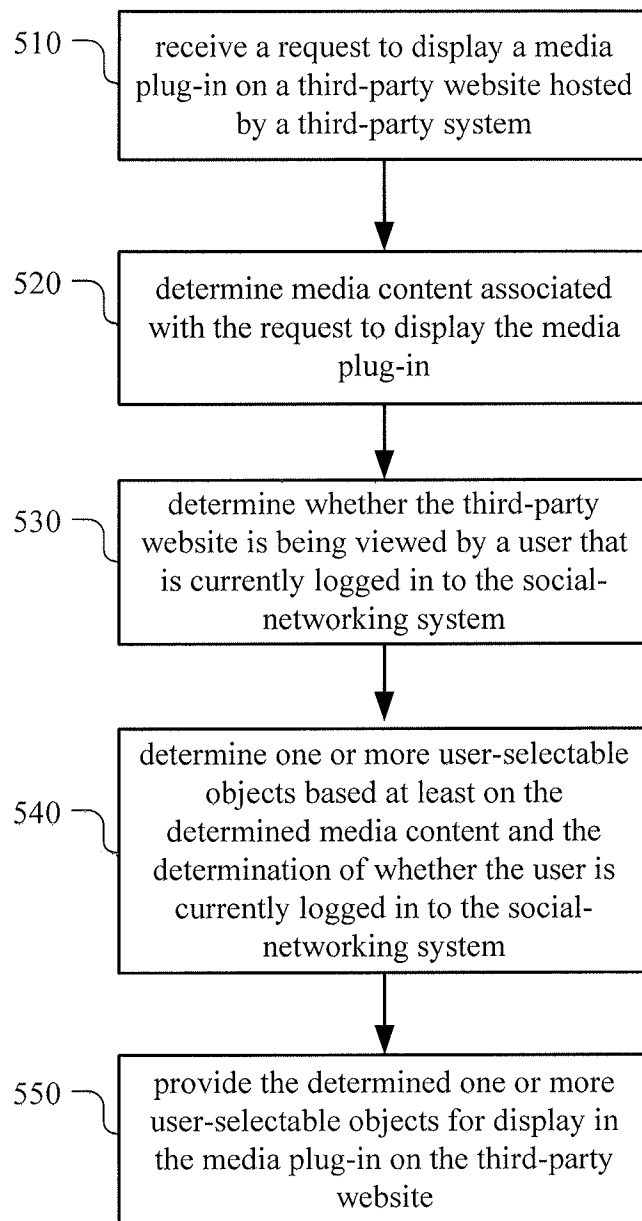 510
receive a request to display a media
plug-in on a third-party website hosted
by a third-party system
520
determine media content associated
with the request to display the media
plug-in
530
determine whether the third-party
website is being viewed by a user that
is currently logged in to the social-
networking system
540
determine one or more user-selectable
objects based at least on the
determined media content and the
determination of whether the user is
currently logged in to the social-
networking system
550
provide the determined one or more
user-selectable objects for display in
the media plug-in on the third-party
website